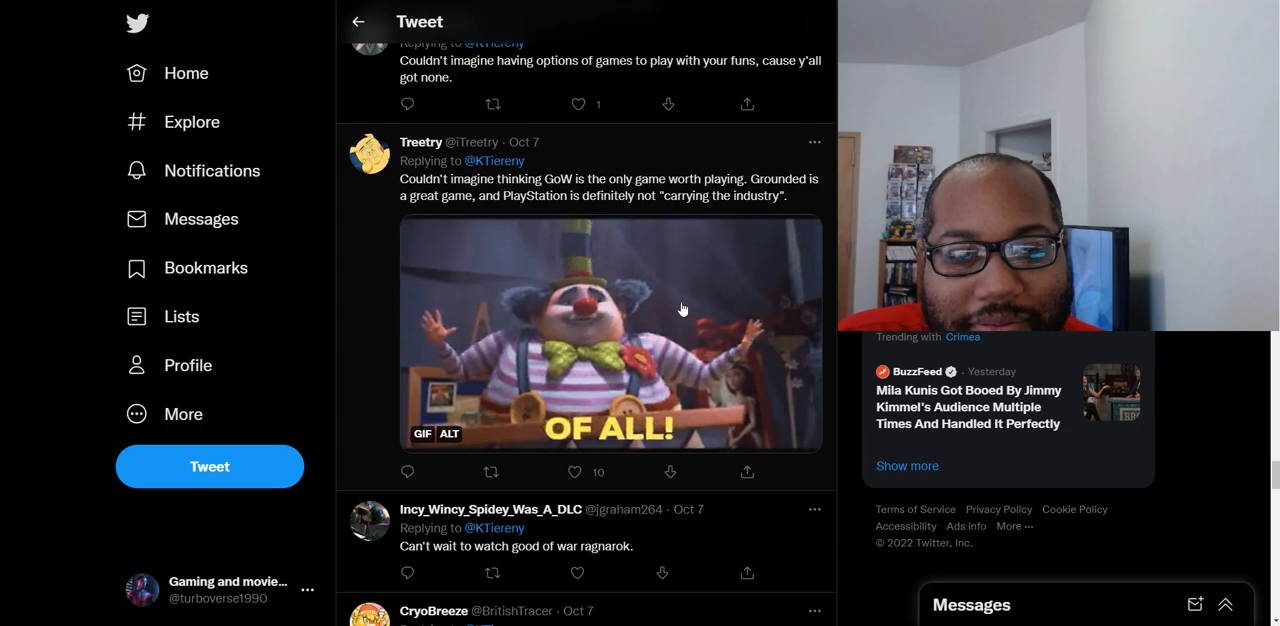 Tweet
Home
Explore
Notifications
Messages
Bookmarks
Lists
Profile
More
Tweet
Gaming and movie...
@turboverse1990
Replying to @KTiereny
Couldn't imagine having options of games to play with your funs, cause y'all
got none.
1
Treetry @iTreetry · Oct 7
Replying to @KTiereny
Couldn't imagine thinking GoW is the only game worth playing. Grounded is
a great game, and PlayStation is definitely not "carrying the industry".
OF ALL!
GIF ALT
10
Incy_Wincy_Spidey_Was_A_DLC @jgraham264 · Oct 7
Replying to @KTiereny
Can't wait to watch good of war ragnarok.
CryoBreeze @BritishTracer · Oct 7
Trending with Crimea
BuzzFeed · Yesterday
Mila Kunis Got Booed By Jimmy
Kimmel's Audience Multiple
Times And Handled It Perfectly
Show more
Terms of Service Privacy Policy Cookie Policy
Accessibility Ads info More ···
© 2022 Twitter, Inc.
Messages